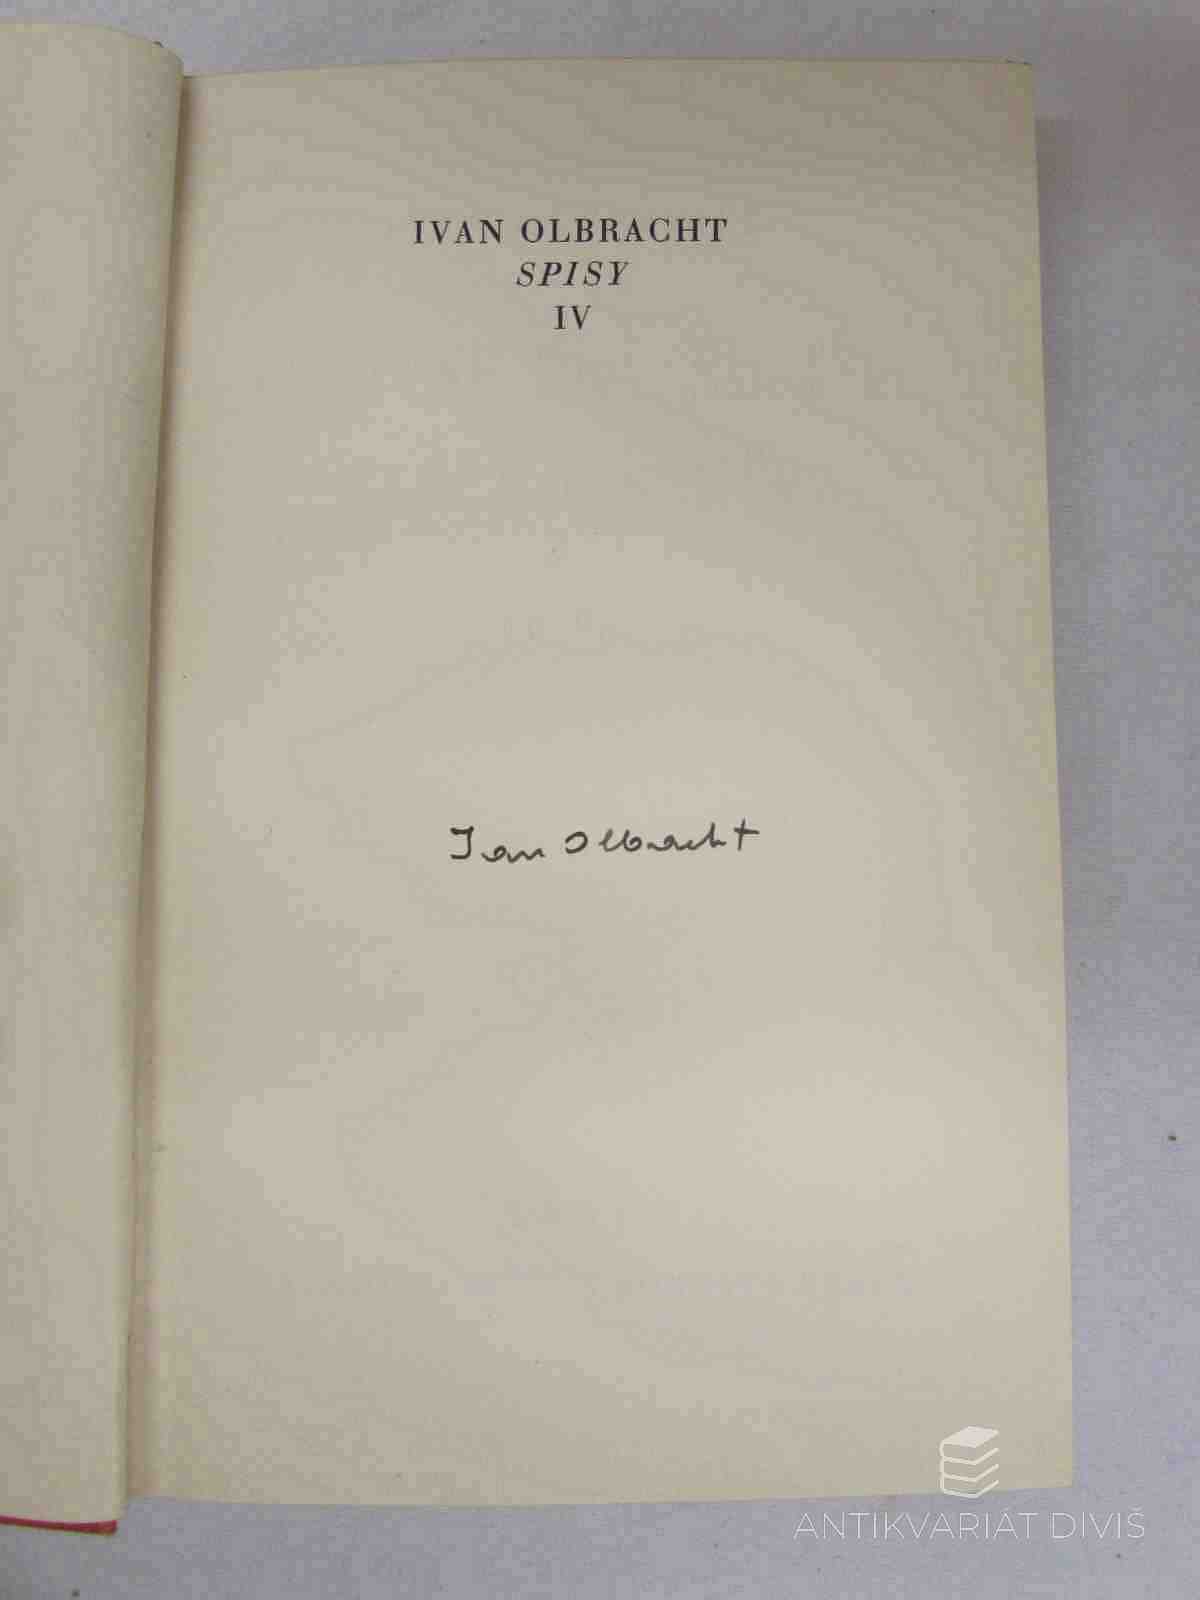 IVAN OLBRACHT
SPISY
IV
Ivan Olbracht
ANTIKVARIÁT DIVIŠ